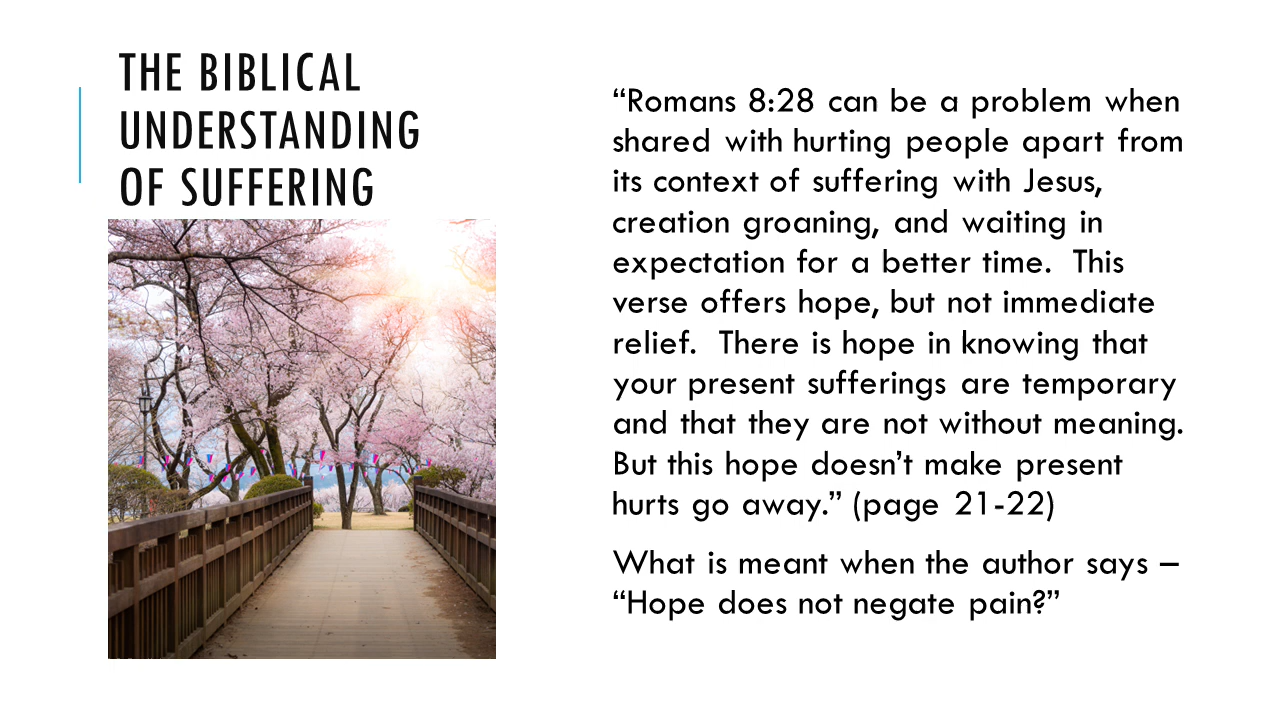 THE BIBLICAL
UNDERSTANDING
OF SUFFERING
“Romans 8:28 can be a problem when
shared with hurting people apart from
its context of suffering with Jesus,
creation groaning, and waiting in
expectation for a better time.  This
verse offers hope, but not immediate
relief.  There is hope in knowing that
your present sufferings are temporary
and that they are not without meaning.
But this hope doesn’t make present
hurts go away.” (page 21-22)
What is meant when the author says –
“Hope does not negate pain?”